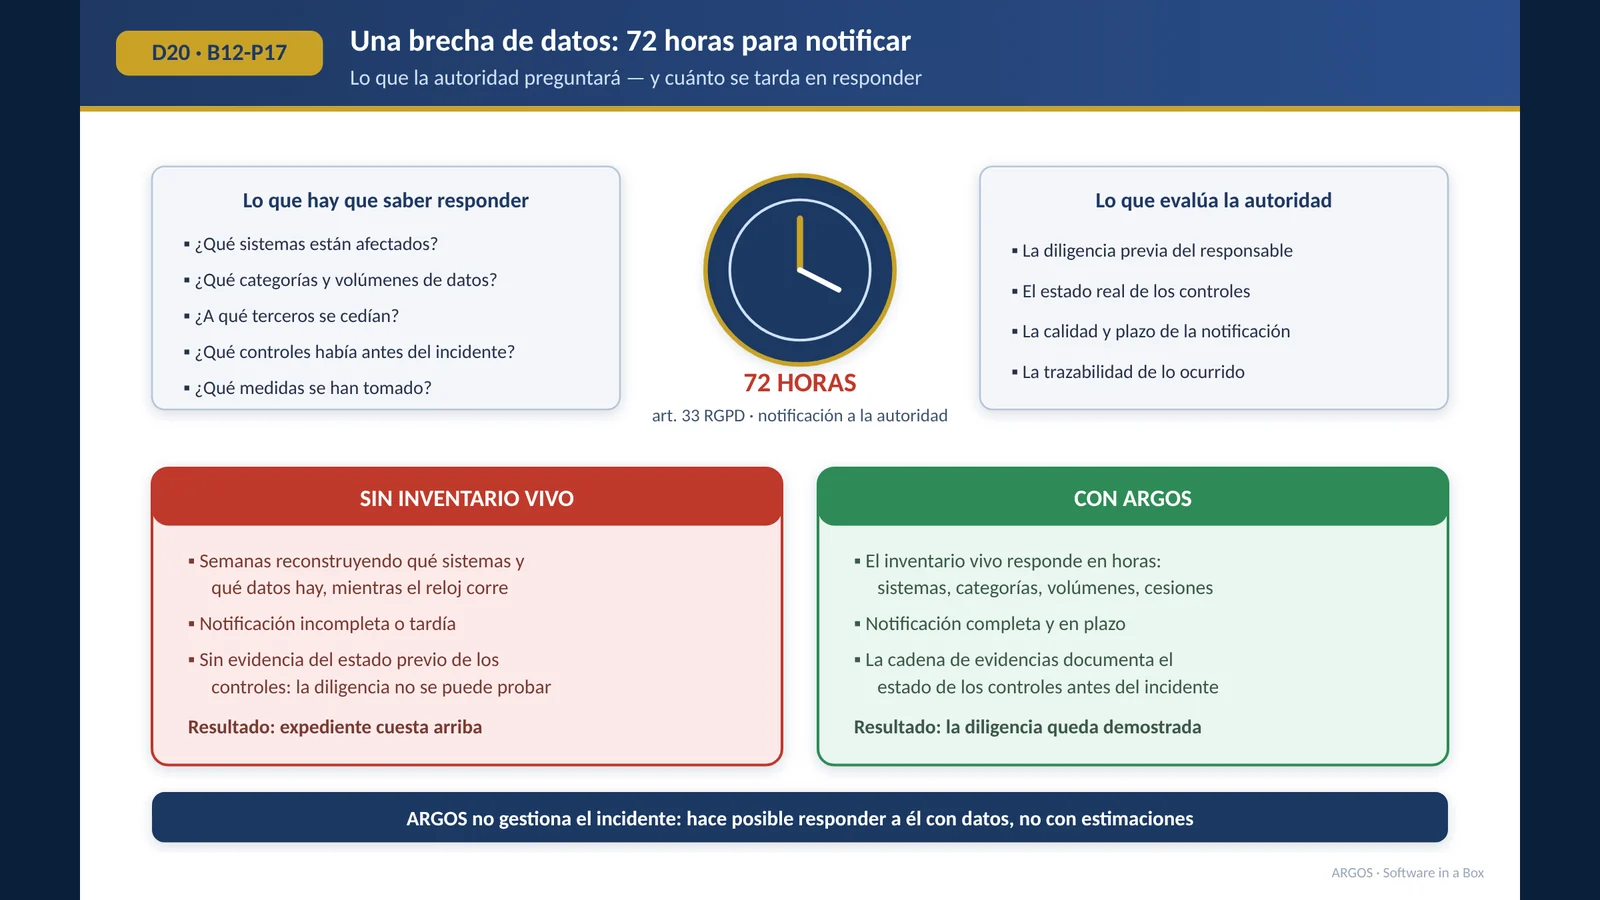 D20 · B12-P17
Una brecha de datos: 72 horas para notificar
Lo que la autoridad preguntará — y cuánto se tarda en responder
Lo que hay que saber responder
▪ ¿Qué sistemas están afectados?
▪ ¿Qué categorías y volúmenes de datos?
▪ ¿A qué terceros se cedían?
▪ ¿Qué controles había antes del incidente?
▪ ¿Qué medidas se han tomado?
72 HORAS
art. 33 RGPD · notificación a la autoridad
Lo que evalúa la autoridad
▪ La diligencia previa del responsable
▪ El estado real de los controles
▪ La calidad y plazo de la notificación
▪ La trazabilidad de lo ocurrido
SIN INVENTARIO VIVO
▪ Semanas reconstruyendo qué sistemas y
qué datos hay, mientras el reloj corre
▪ Notificación incompleta o tardía
▪ Sin evidencia del estado previo de los
controles: la diligencia no se puede probar
Resultado: expediente cuesta arriba
CON ARGOS
▪ El inventario vivo responde en horas:
sistemas, categorías, volúmenes, cesiones
▪ Notificación completa y en plazo
▪ La cadena de evidencias documenta el
estado de los controles antes del incidente
Resultado: la diligencia queda demostrada
ARGOS no gestiona el incidente: hace posible responder a él con datos, no con estimaciones
ARGOS · Software in a Box